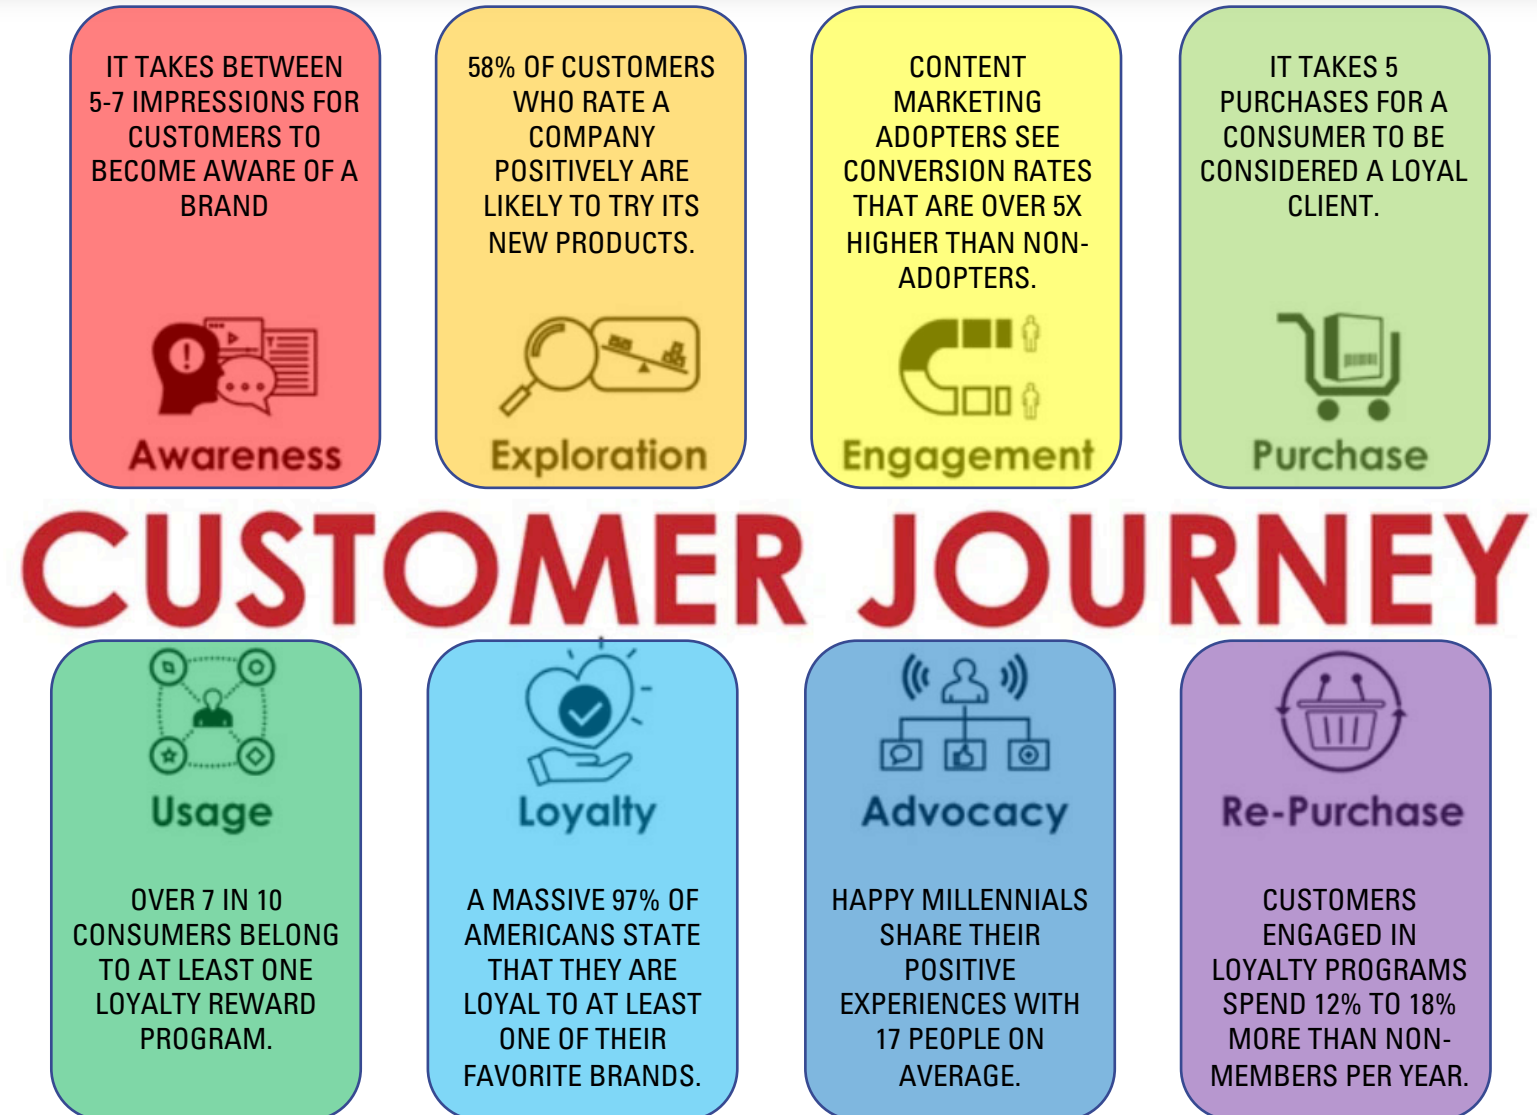 IT TAKES BETWEEN
5-7 IMPRESSIONS FOR
CUSTOMERS TO
BECOME AWARE OF A
BRAND
Awareness
58% OF CUSTOMERS
WHO RATE A
COMPANY
POSITIVELY ARE
LIKELY TO TRY ITS
NEW PRODUCTS.
Exploration
CONTENT
MARKETING
ADOPTERS SEE
CONVERSION RATES
THAT ARE OVER 5X
HIGHER THAN NON-
ADOPTERS.
Engagement
IT TAKES 5
PURCHASES FOR A
CONSUMER TO BE
CONSIDERED A LOYAL
CLIENT.
Purchase
CUSTOMER JOURNEY
Usage
OVER 7 IN 10
CONSUMERS BELONG
TO AT LEAST ONE
LOYALTY REWARD
PROGRAM.
Loyalty
A MASSIVE 97% OF
AMERICANS STATE
THAT THEY ARE
LOYAL TO AT LEAST
ONE OF THEIR
FAVORITE BRANDS.
Advocacy
HAPPY MILLENNIALS
SHARE THEIR
POSITIVE
EXPERIENCES WITH
17 PEOPLE ON
AVERAGE.
Re-Purchase
CUSTOMERS
ENGAGED IN
LOYALTY PROGRAMS
SPEND 12% TO 18%
MORE THAN NON-
MEMBERS PER YEAR.